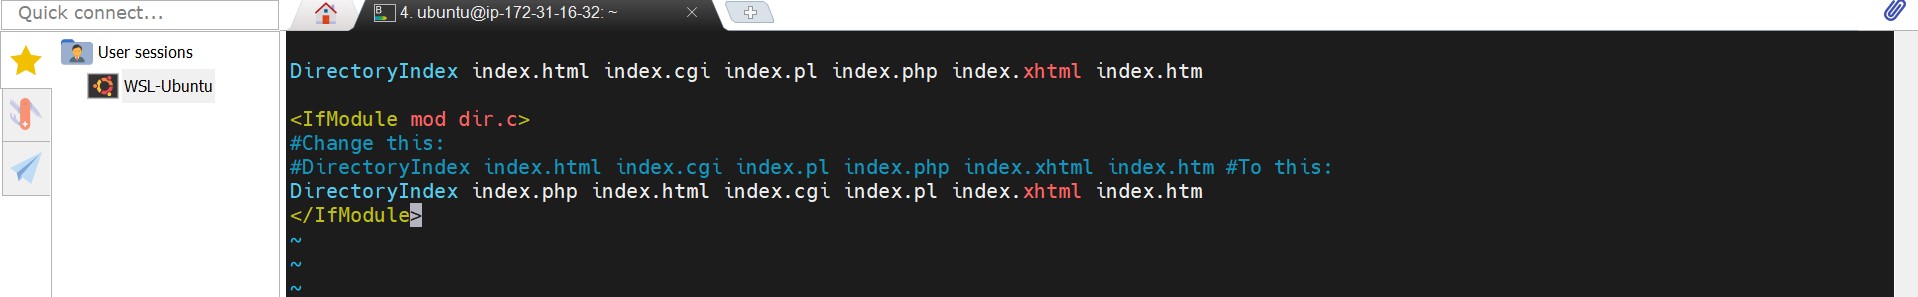 Quick connect...
4. ubuntu@ip-172-31-16-32: ~
User sessions
WSL-Ubuntu
DirectoryIndex index.html index.cgi index.pl index.php index.xhtml index.htm
<IfModule mod dir.c>
#Change this:
#DirectoryIndex index.html index.cgi index.pl index.php index.xhtml index.htm #To this:
DirectoryIndex index.php index.html index.cgi index.pl index.xhtml index.htm
</IfModule>
~
~
~